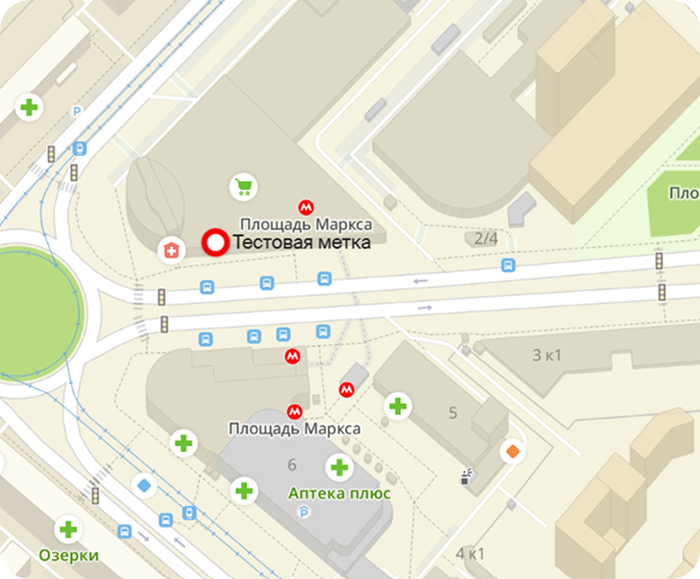 P
М
Площадь Маркса
Тестовая метка
Пло
2/4
М
3 к1
М
М
5
Площадь Маркса
6
Аптека плюс
P
Озерки
4 к1